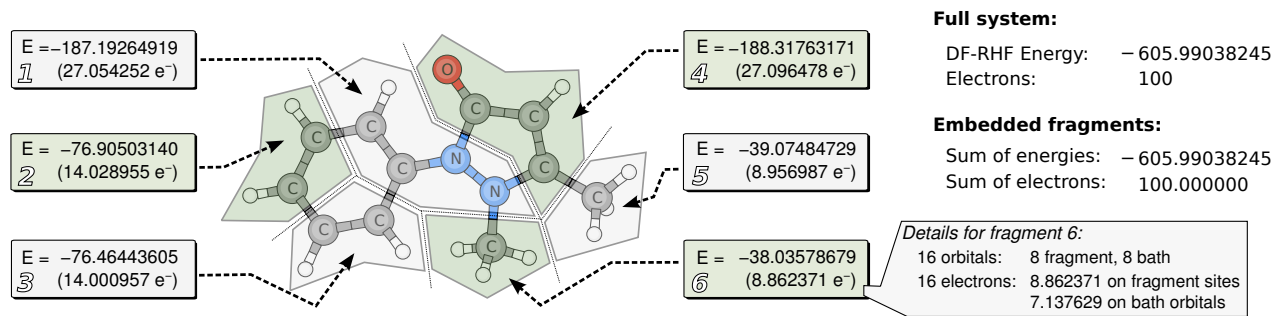 E = −187.19264919
1 (27.054252 e⁻)
E = −76.90503140
2 (14.028955 e⁻)
E = −76.46443605
3 (14.000957 e⁻)
O
C
C
C
C
C
C
C
C
C
N
N
C
C
C
E = −188.31763171
4 (27.096478 e⁻)
E = −39.07484729
5 (8.956987 e⁻)
E = −38.03578679
6 (8.862371 e⁻)
Full system:
DF-RHF Energy: −605.99038245
Electrons: 100
Embedded fragments:
Sum of energies: −605.99038245
Sum of electrons: 100.000000
Details for fragment 6:
16 orbitals: 8 fragment, 8 bath
16 electrons: 8.862371 on fragment sites
7.137629 on bath orbitals